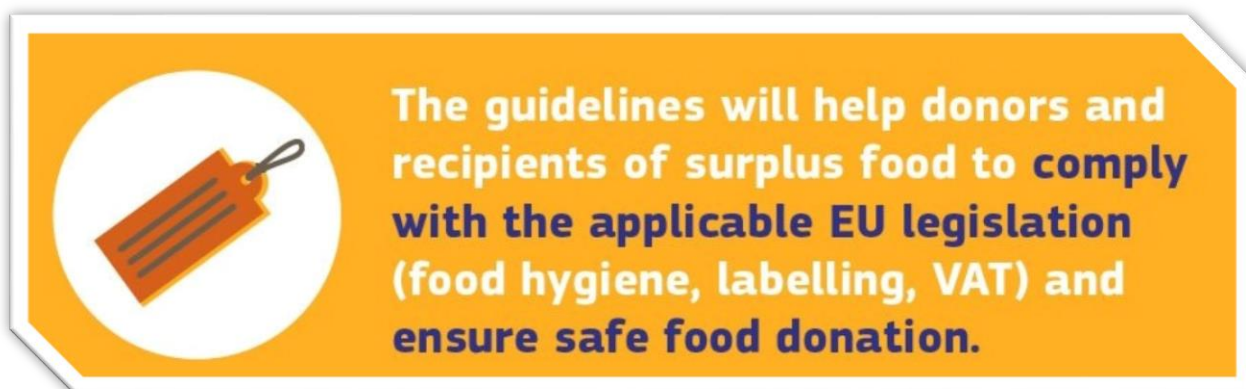 The guidelines will help donors and
recipients of surplus food to comply
with the applicable EU legislation
(food hygiene, labelling, VAT) and
ensure safe food donation.